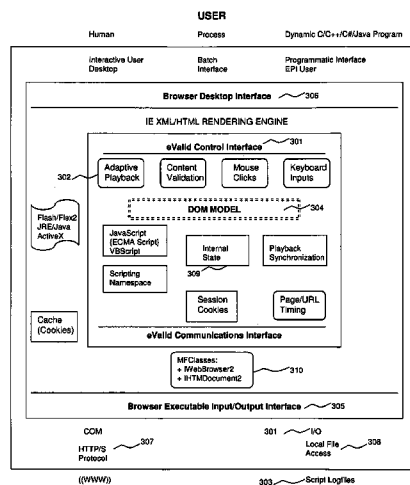 USER
Human Process Dynamic C/C++/C#/Java Program
Interactive User Desktop
Batch Interface
Programmatic Interface EPI User
Browser Desktop Interface 306
IE XML/HTML RENDERING ENGINE
eValid Control Interface 301
302
Adaptive Playback
Content Validation
Mouse Clicks
Keyboard Inputs
DOM MODEL 304
Flash/Flex2
JRE/Java
ActiveX
JavaScript
(ECMA Script)
VBScript
Internal State
309
Playback Synchronization
Scripting Namespace
Session Cookies
Page/URL Timing
Cache
(Cookies)
eValid Communications Interface
MFClasses:
+ IWebBrowser2
+ IHTMDocument2
310
Browser Executable Input/Output Interface 305
COM 301 I/O
HTTP/S Protocol 307
Local File Access 308
((WWW)) 303 Script Logfiles